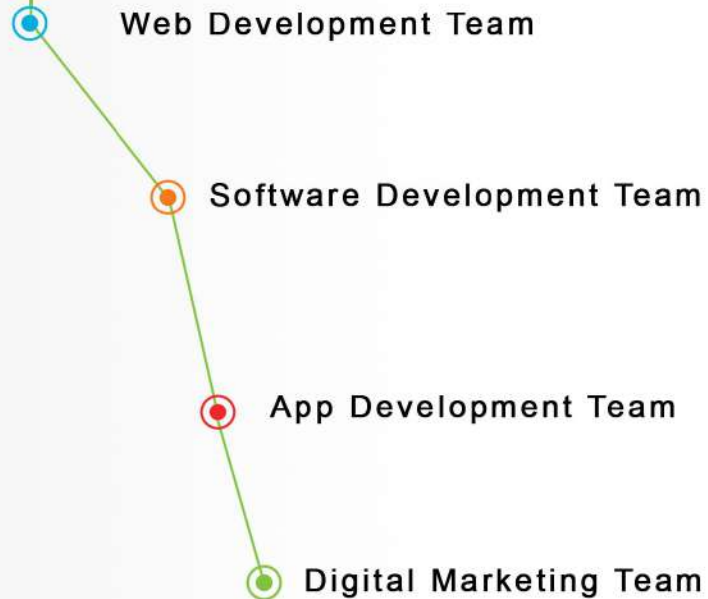 Web Development Team
Software Development Team
App Development Team
Digital Marketing Team